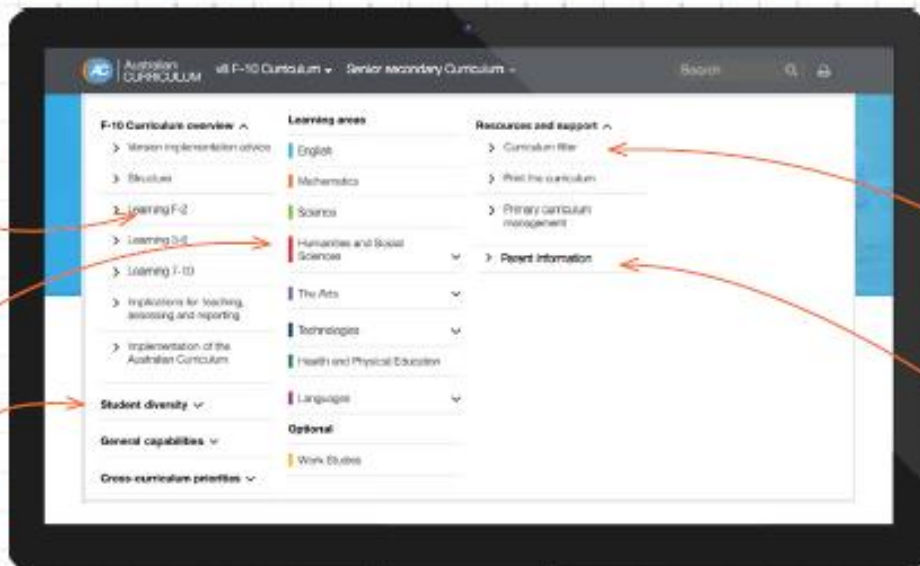 AC
Australian
CURRICULUM
v8 F-10 Curriculum
Senior secondary Curriculum
Search
F-10 Curriculum overview
Version implementation advice
Structure
Learning F-2
Learning 3-6
Learning 7-10
Implications for teaching,
assessing and reporting
Implementation of the
Australian Curriculum
Student diversity
General capabilities
Cross-curriculum priorities
Learning areas
English
Mathematics
Science
Humanities and Social
Sciences
The Arts
Technologies
Health and Physical Education
Languages
Optional
Work Studies
Resources and support
Curriculum filter
Print the curriculum
Primary curriculum
management
Parent information